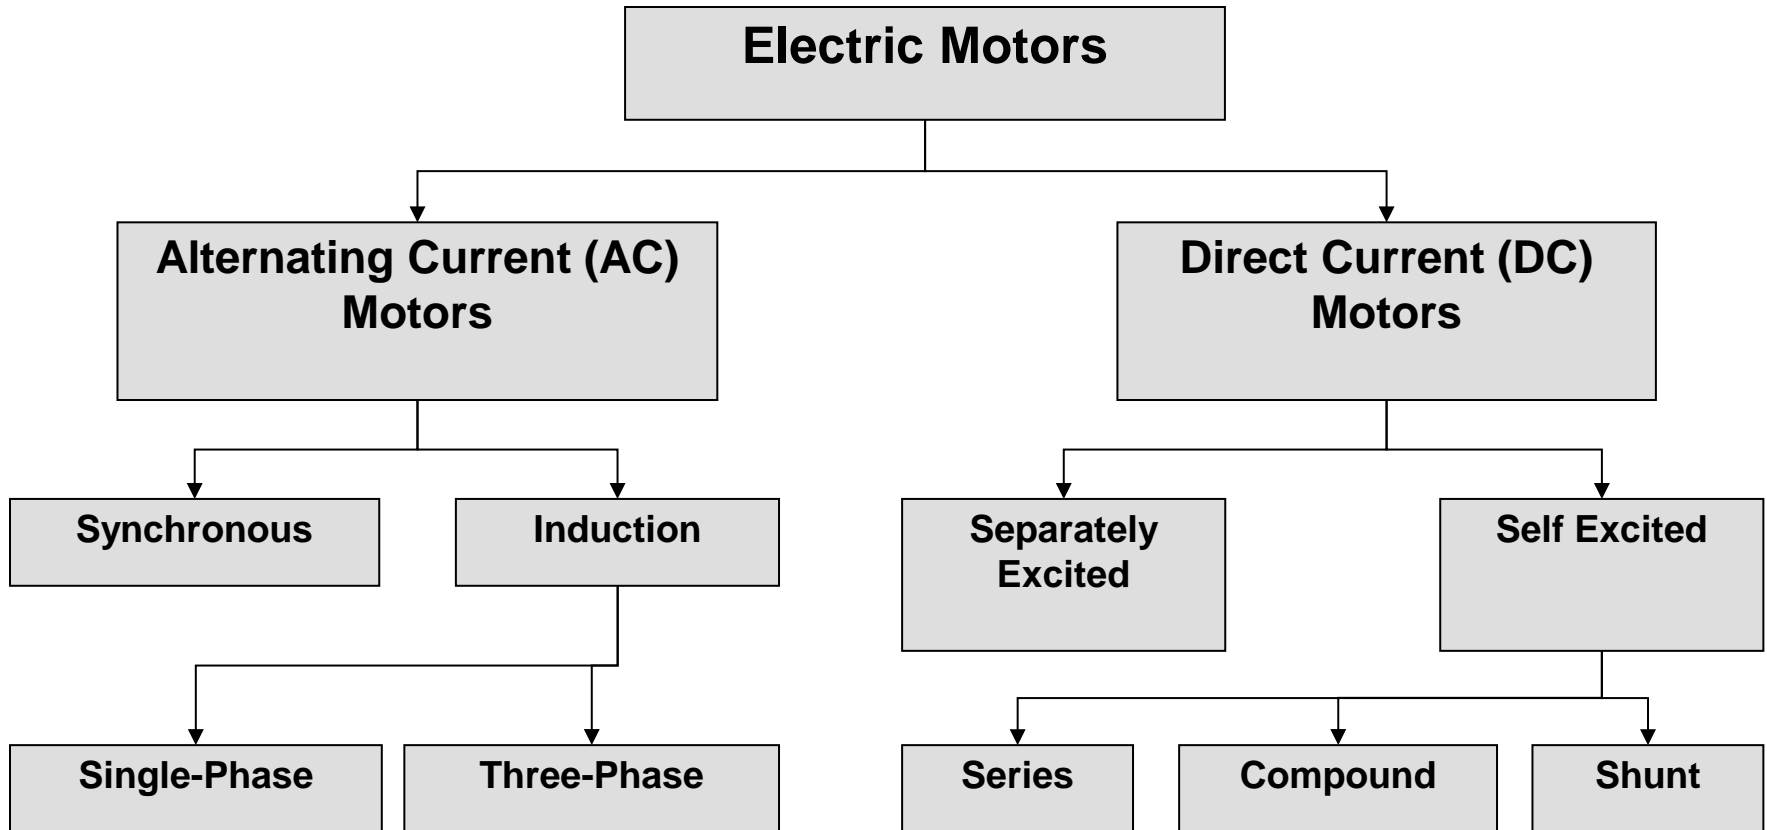 Electric Motors
Alternating Current (AC)
Motors
Direct Current (DC)
Motors
Synchronous
Induction
Separately
Excited
Self Excited
Single-Phase
Three-Phase
Series
Compound
Shunt